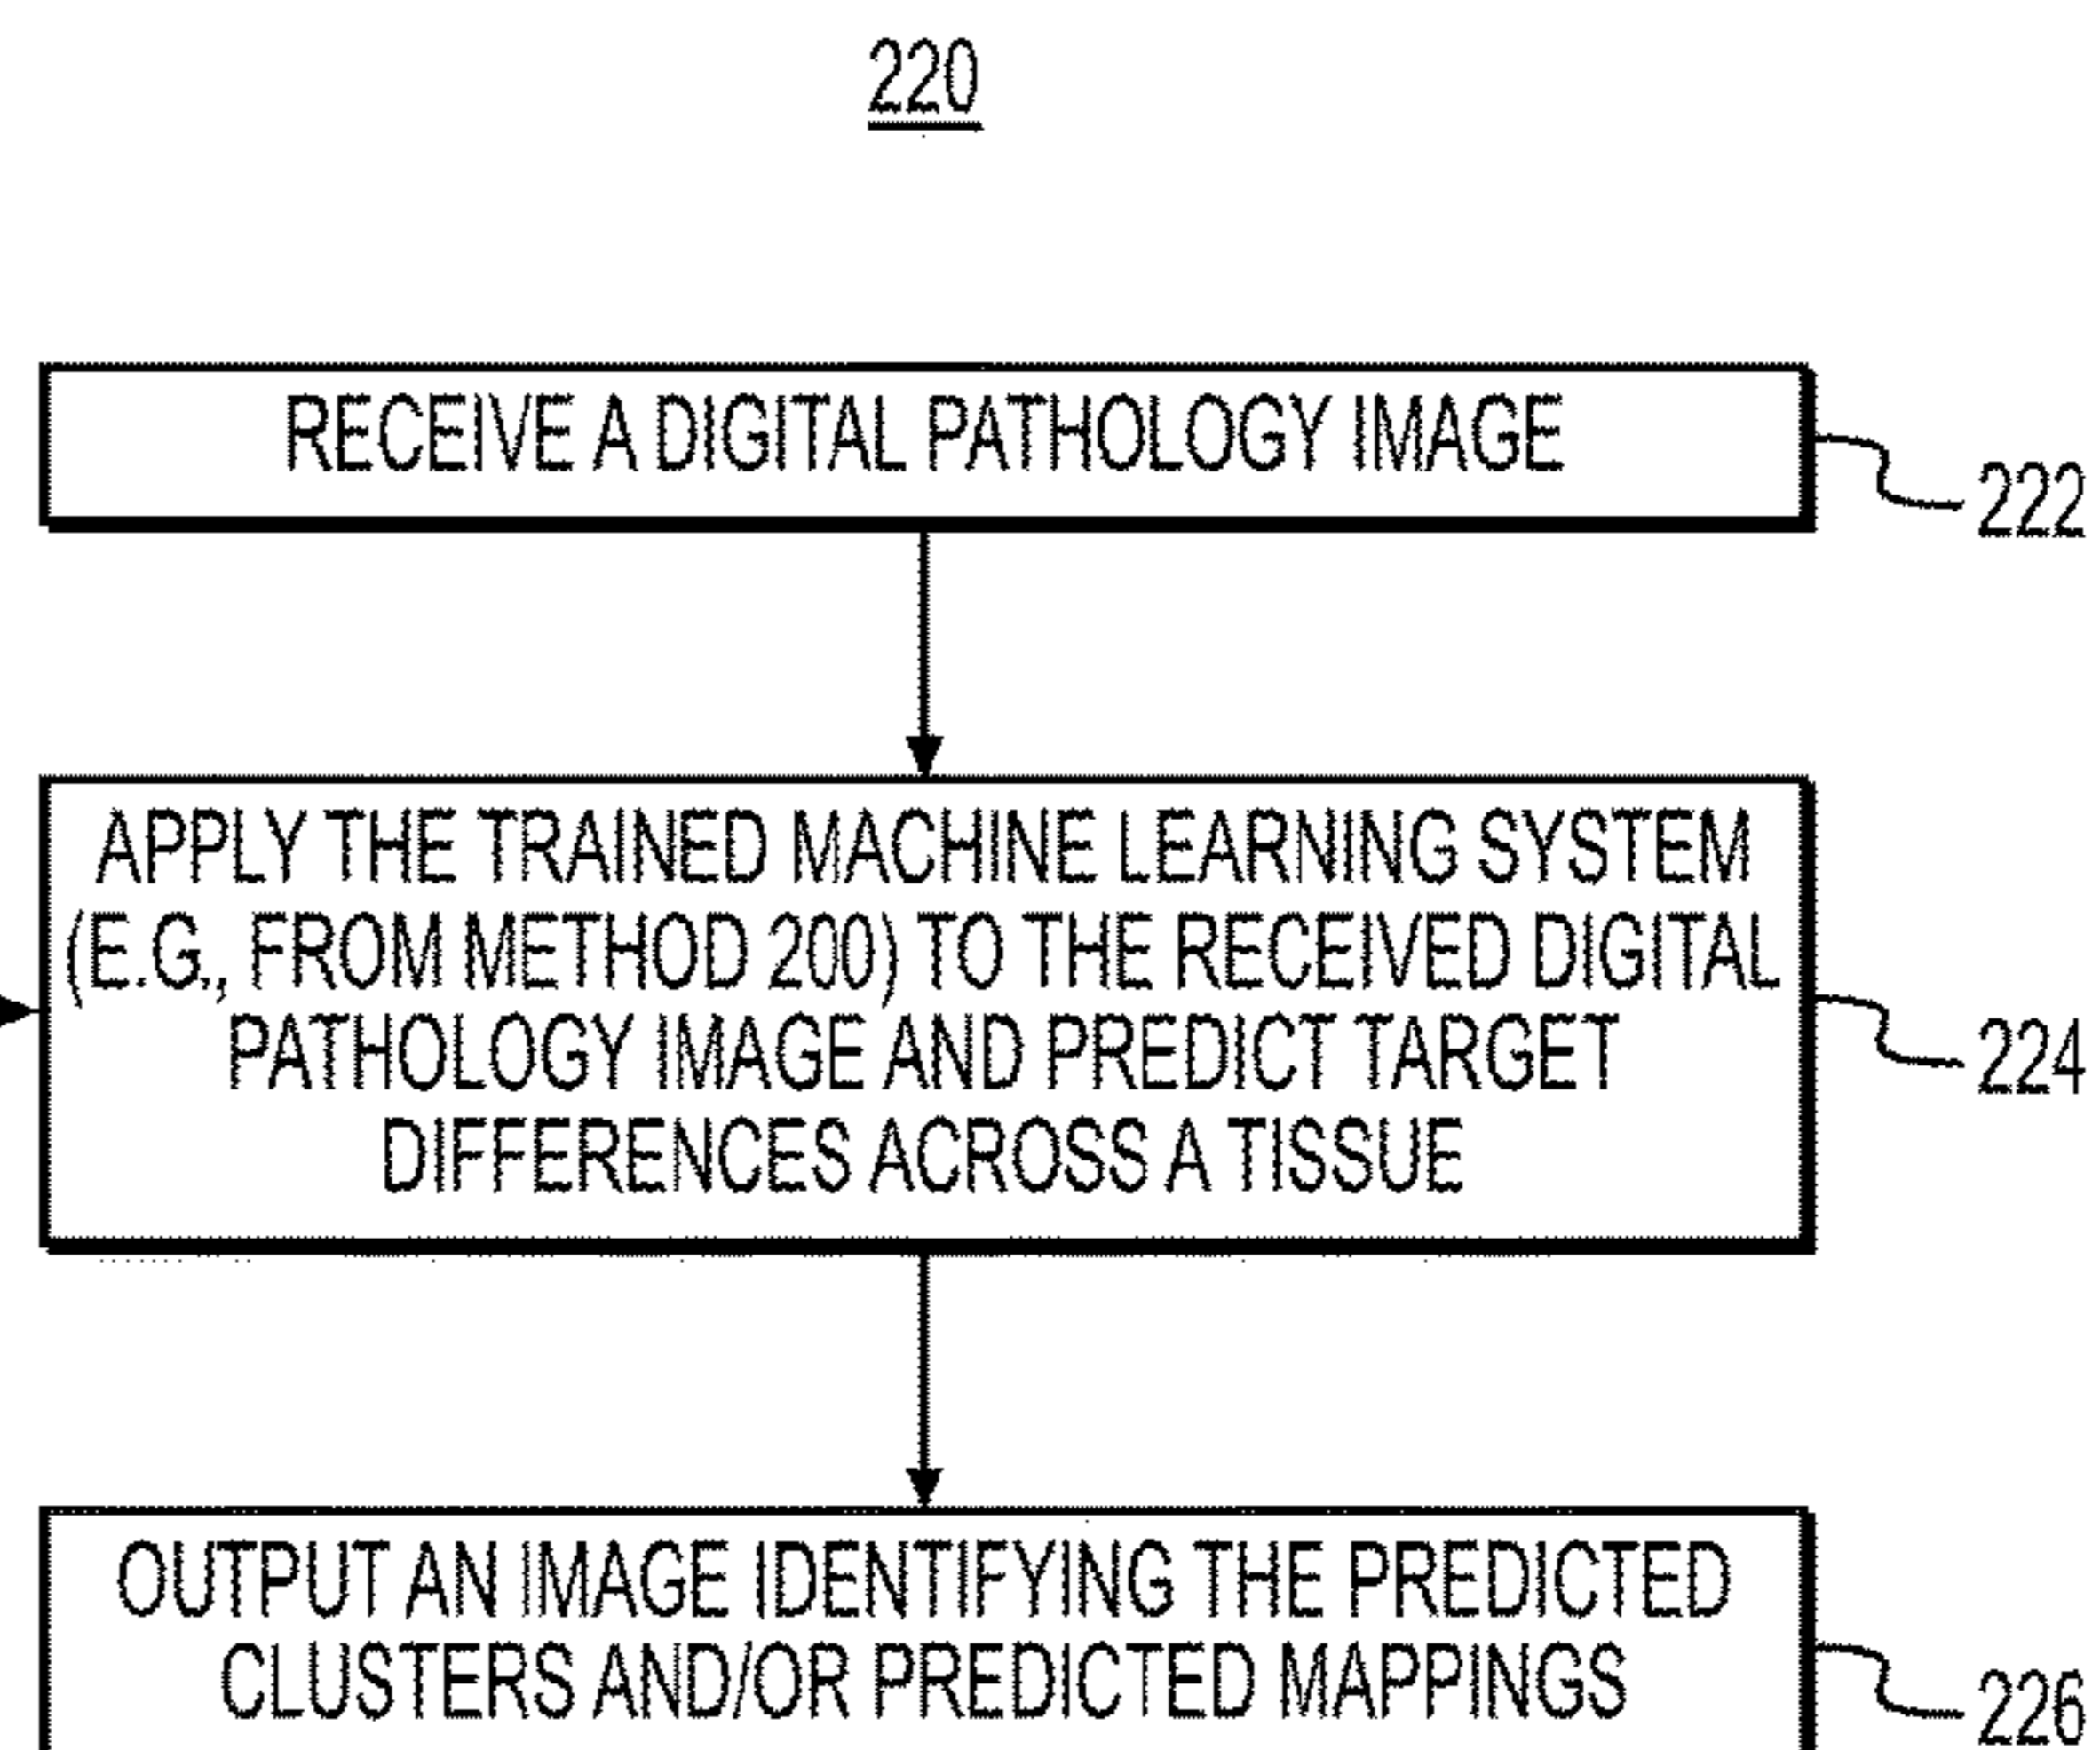 220
RECEIVE A DIGITAL PATHOLOGY IMAGE
222
APPLY THE TRAINED MACHINE LEARNING SYSTEM
(E.G., FROM METHOD 200) TO THE RECEIVED DIGITAL
PATHOLOGY IMAGE AND PREDICT TARGET
DIFFERENCES ACROSS A TISSUE
224
OUTPUT AN IMAGE IDENTIFYING THE PREDICTED
CLUSTERS AND/OR PREDICTED MAPPINGS
226